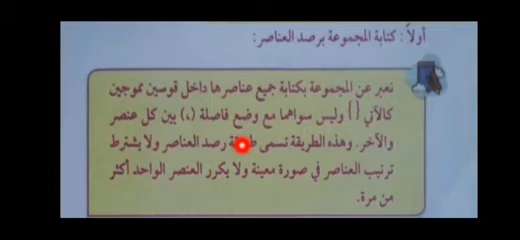 أولاً : كتابة المجموعة برصد العناصر :
نعبر عن المجموعة بكتابة جميع عناصرها داخل قوسين مموجين
كالآتي { } وليس سواهما مع وضع فاصلة (،) بين كل عنصر
والآخر. وهذه الطريقة تسمى رصد العناصر ولا يشترط
ترتيب العناصر في صورة معينة ولا يكرر العنصر الواحد أكثر
من مرة.